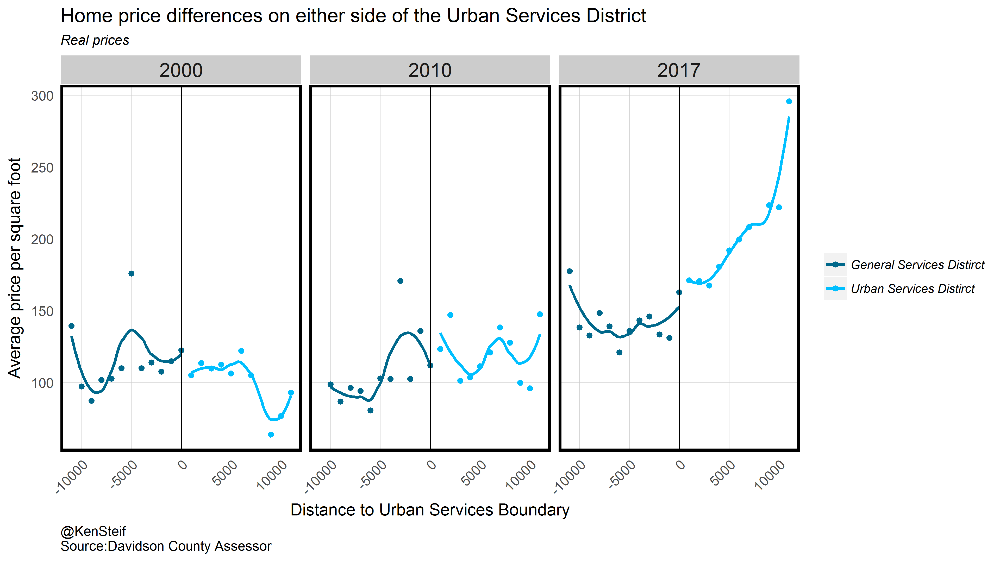 Home price differences on either side of the Urban Services District
Real prices
2000
2010
2017
Average price per square foot
300
250
200
150
100
-10000
-5000
0
5000
10000
-10000
-5000
0
5000
10000
-10000
-5000
0
5000
10000
Distance to Urban Services Boundary
General Services Distirct
Urban Services Distirct
@KenSteif
Source:Davidson County Assessor